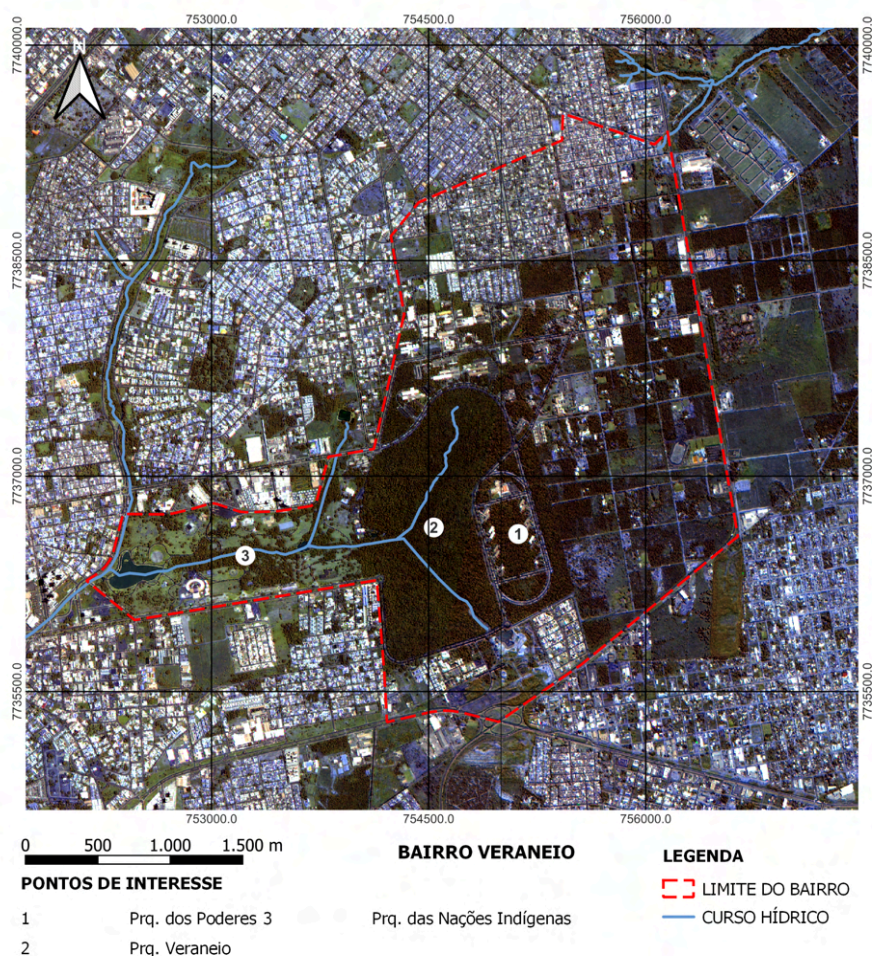 753000.0 754500.0 756000.0
7740000.0 7740000.0
N
7738500.0 7738500.0
7737000.0 7737000.0
1
2
3
7735500.0 7735500.0
753000.0 754500.0 756000.0
0 500 1.000 1.500 m
BAIRRO VERANEIO
PONTOS DE INTERESSE
1 Prq. dos Poderes 3 Prq. das Nações Indígenas
2 Prq. Veraneio
LEGENDA
LIMITE DO BAIRRO
CURSO HÍDRICO